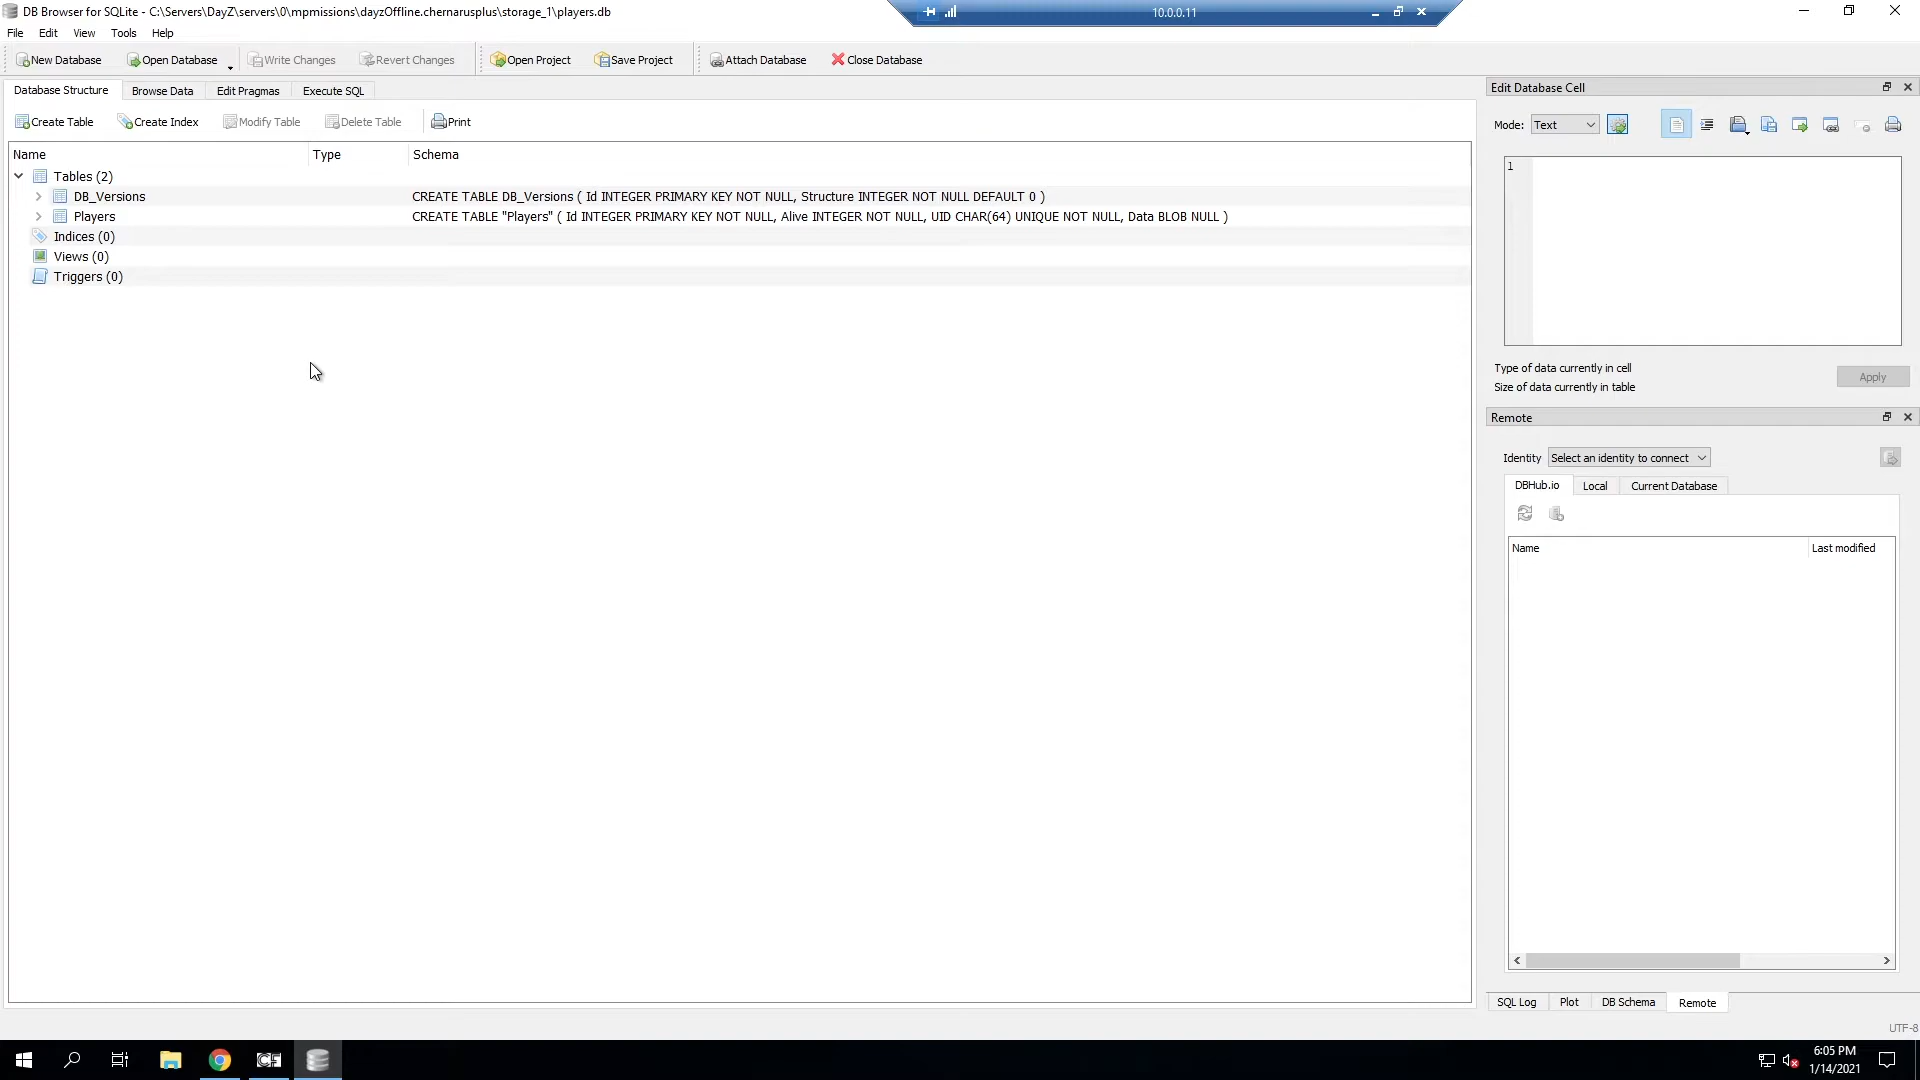 DB Browser for SQLite - C:\Servers\DayZ\servers\0\mpmissions\dayzOffline.chernarusplus\storage_1\players.db
10.0.0.11
File Edit View Tools Help
New Database Open Database Write Changes Revert Changes Open Project Save Project Attach Database Close Database
Database Structure Browse Data Edit Pragmas Execute SQL
Create Table Create Index Modify Table Delete Table Print
Name Type Schema
Tables (2)
DB_Versions CREATE TABLE DB_Versions ( Id INTEGER PRIMARY KEY NOT NULL, Structure INTEGER NOT NULL DEFAULT 0 )
Players CREATE TABLE "Players" ( Id INTEGER PRIMARY KEY NOT NULL, Alive INTEGER NOT NULL, UID CHAR(64) UNIQUE NOT NULL, Data BLOB NULL )
Indices (0)
Views (0)
Triggers (0)
Edit Database Cell
Mode: Text
1
Type of data currently in cell
Size of data currently in table
Apply
Remote
Identity Select an identity to connect
DBHub.io Local Current Database
Name Last modified
SQL Log Plot DB Schema Remote
UTF-8
CF
6:05 PM
1/14/2021